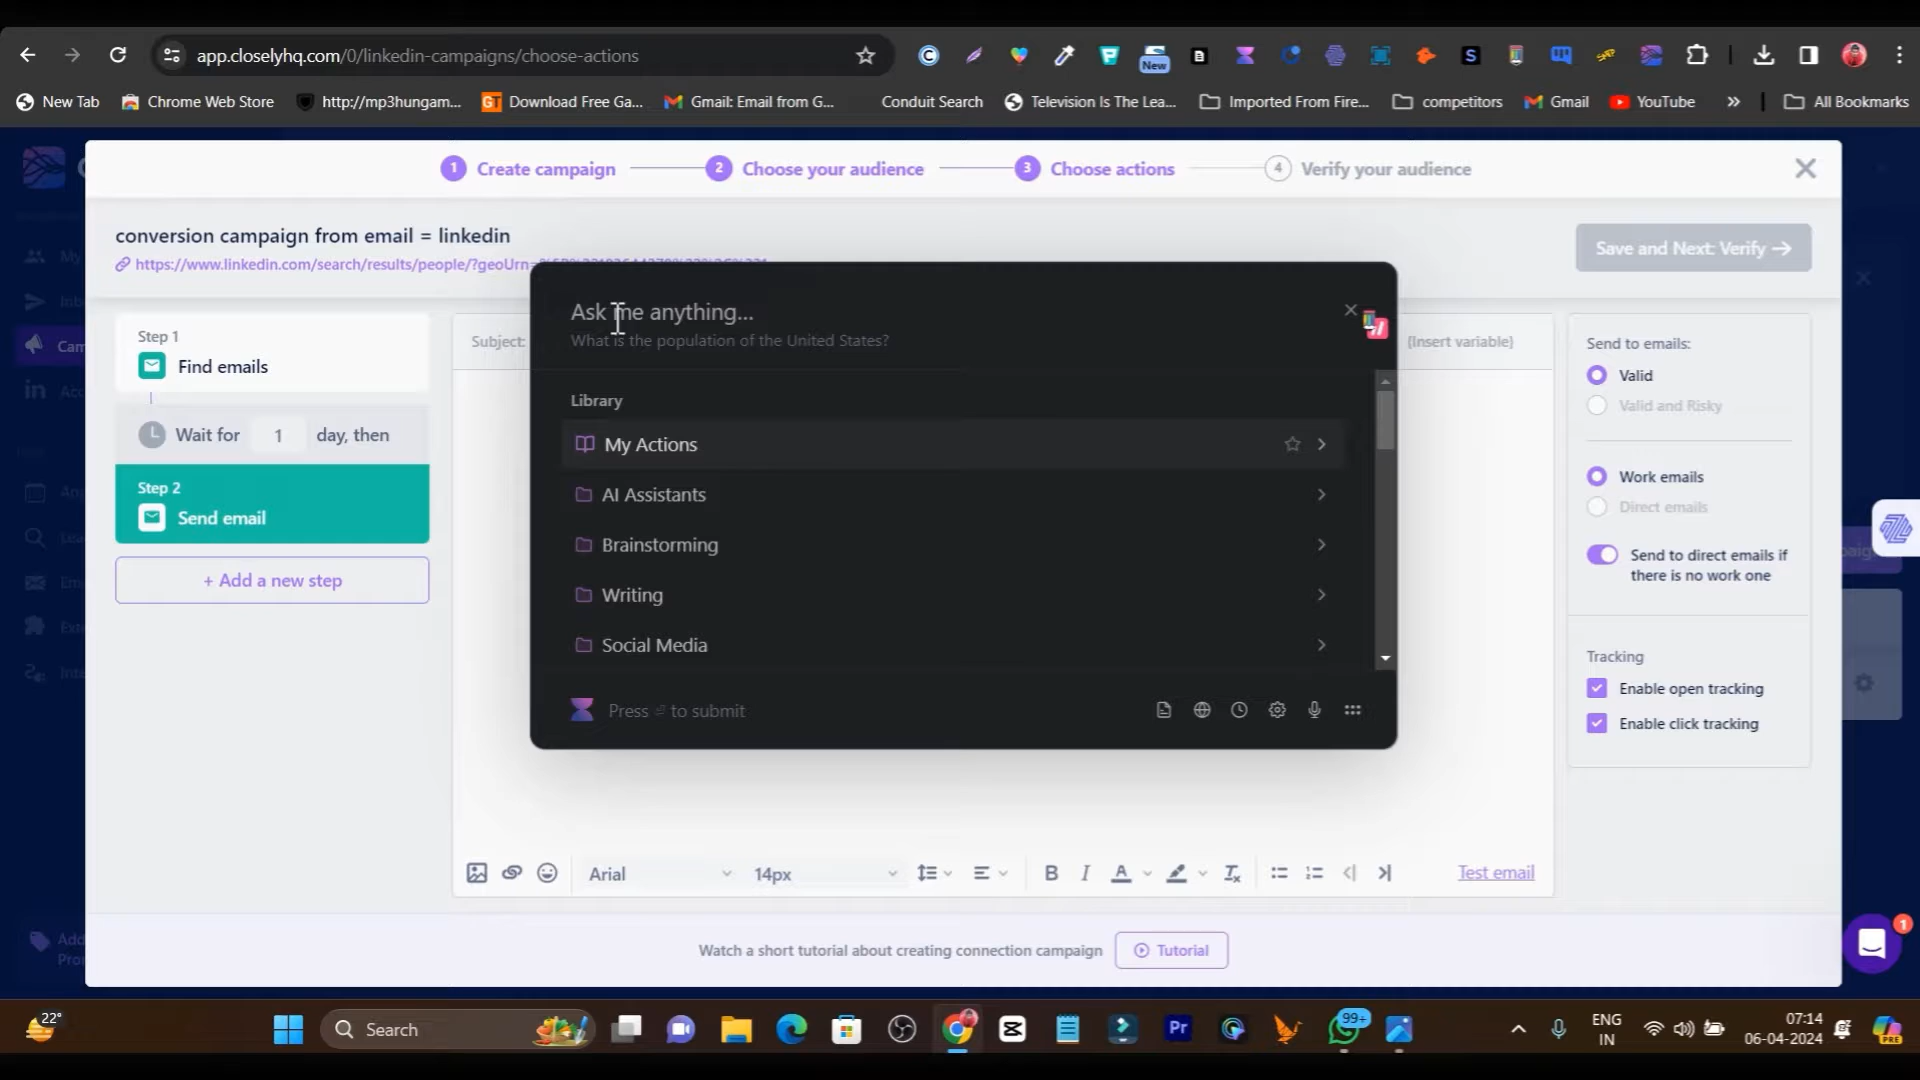 app.closelyhq.com/0/linkedin-campaigns/choose-actions
New
New Tab
Chrome Web Store
http://mp3hungam...
GT
Download Free Ga...
Gmail: Email from G...
Conduit Search
Television Is The Lea...
Imported From Fire...
competitors
Gmail
YouTube
»
All Bookmarks
1 Create campaign
2 Choose your audience
3 Choose actions
4 Verify your audience
conversion campaign from email = linkedin
Save and Next: Verify →
Step 1
Find emails
Wait for 1 day, then
Step 2
Send email
+ Add a new step
Subject:
{Insert variable}
Ask me anything...
What is the population of the United States?
Library
My Actions
AI Assistants
Brainstorming
Writing
Social Media
Press ⏎ to submit
Send to emails:
Valid
Valid and Risky
Work emails
Direct emails
Send to direct emails if
there is no work one
Tracking
Enable open tracking
Enable click tracking
Arial
14px
B I A
Test email
Watch a short tutorial about creating connection campaign
Tutorial
1
22°
Search
Pr
99+
ENG
IN
07:14
06-04-2024
PRE